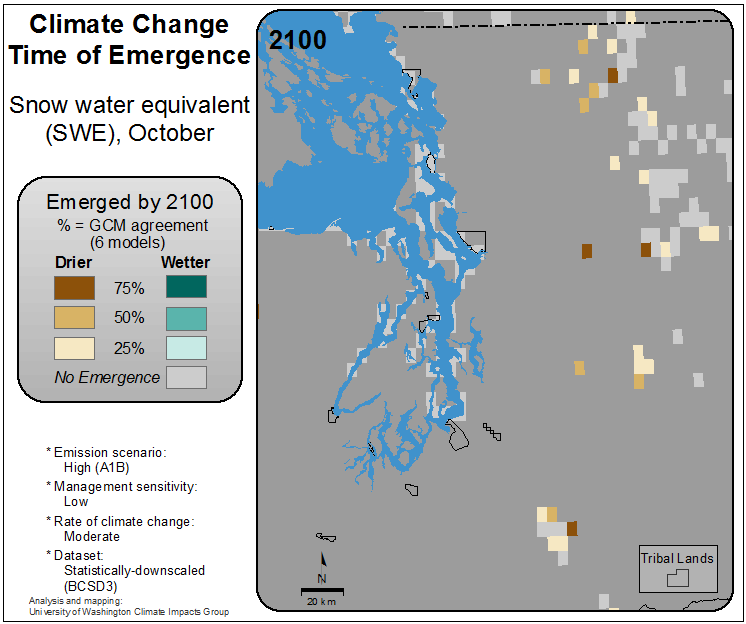 Climate Change
Time of Emergence
Snow water equivalent
(SWE), October
Emerged by 2100
% = GCM agreement
(6 models)
Drier Wetter
75%
50%
25%
No Emergence
* Emission scenario:
High (A1B)
* Management sensitivity:
Low
* Rate of climate change:
Moderate
* Dataset:
Statistically-downscaled
(BCSD3)
Analysis and mapping:
University of Washington Climate Impacts Group
2100
N
20 km
Tribal Lands